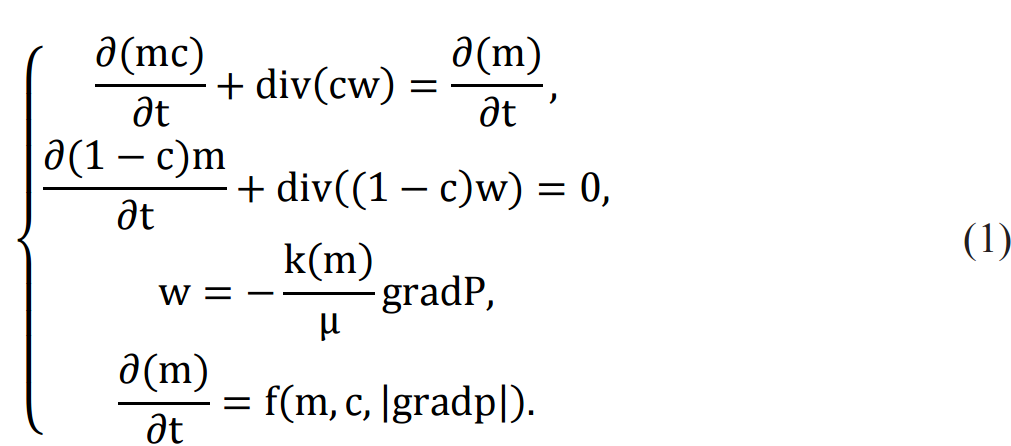 ∂(mc)/∂t + div(cw) = ∂(m)/∂t,
∂(1 − c)m/∂t + div((1 − c)w) = 0,
(1)
w = −k(m)/μ gradP,
∂(m)/∂t = f(m, c, |gradp|).